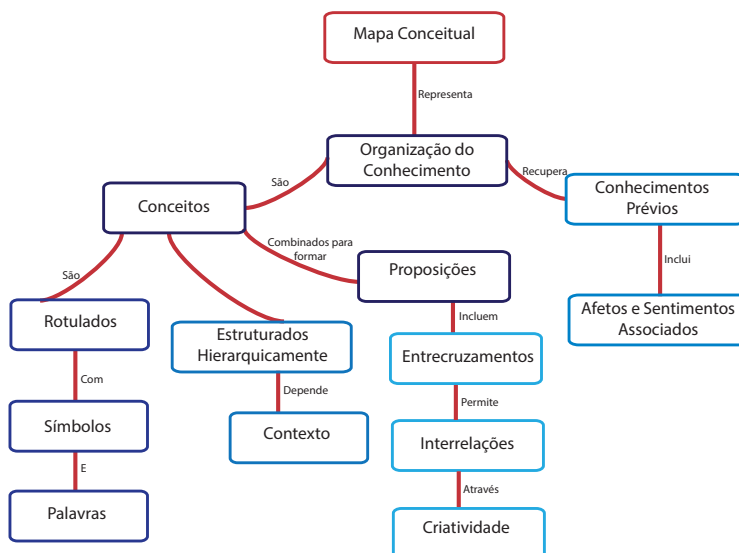 Mapa Conceitual
Representa
Organização do
Conhecimento
São
Recupera
Conceitos
Conhecimentos
Prévios
Combinados para
formar
Proposições
Inclui
São
Rotulados
Estruturados
Hierarquicamente
Incluem
Afetos e Sentimentos
Associados
Entrecruzamentos
Com
Depende
Permite
Símbolos
Contexto
Interrelações
E
Através
Palavras
Criatividade